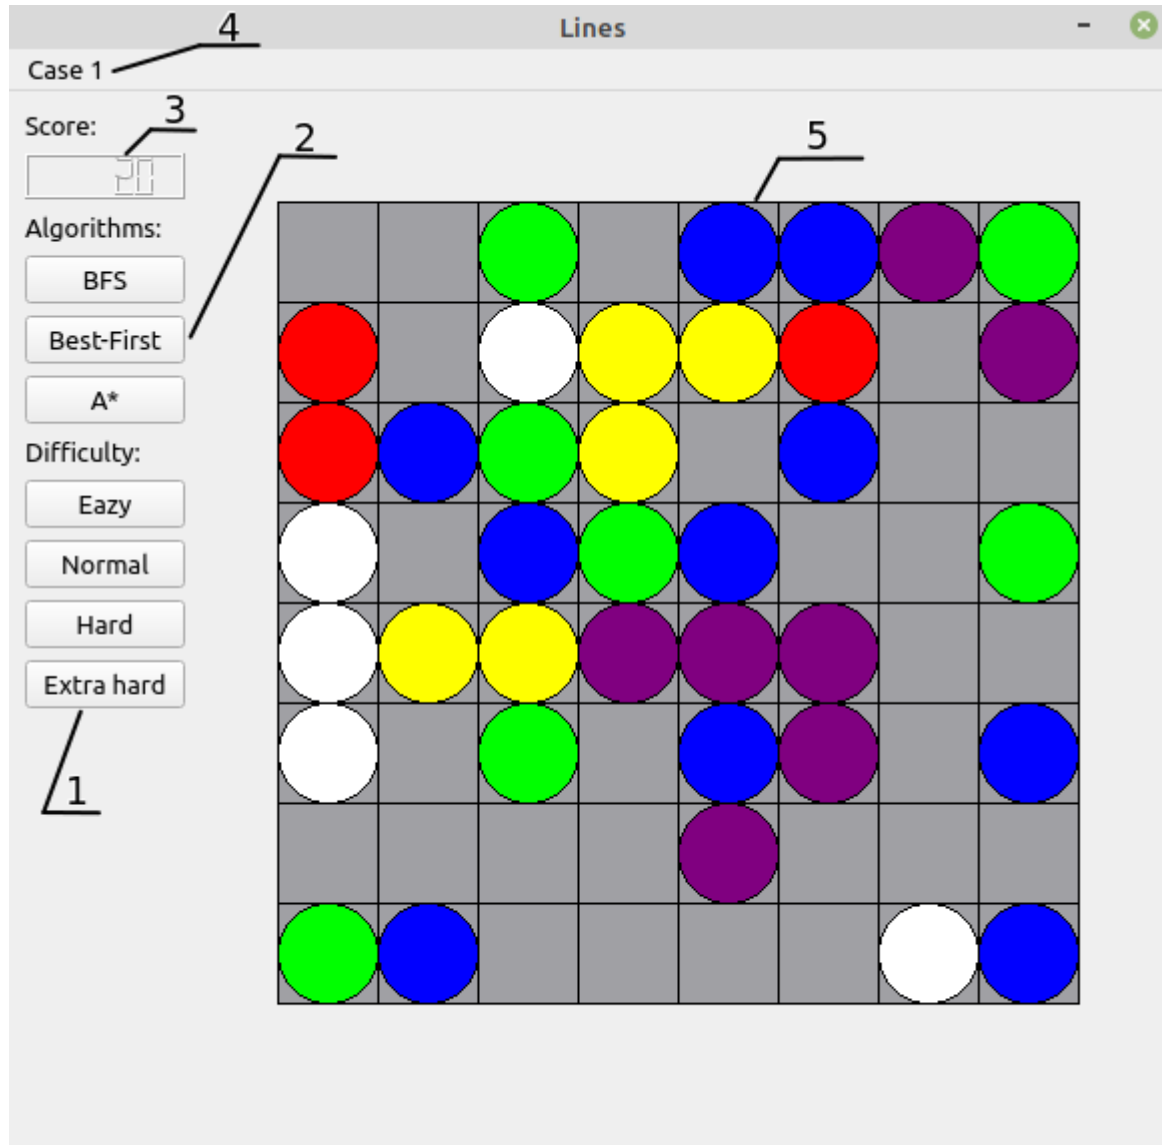 Lines
4
Case 1
3
Score:
2
5
20
Algorithms:
BFS
Best-First
A*
Difficulty:
Eazy
Normal
Hard
Extra hard
1